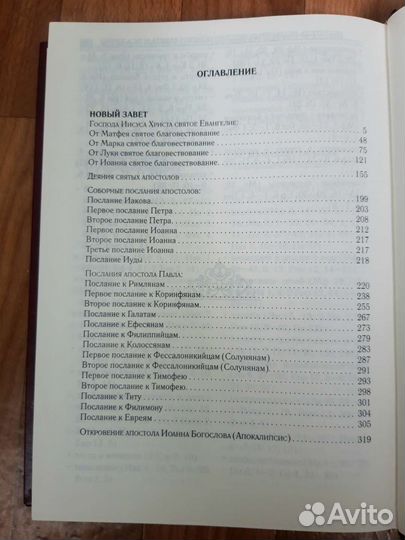 ОГЛАВЛЕНИЕ
НОВЫЙ ЗАВЕТ
Господа Иисуса Христа святое Евангелие:
От Матфея святое благовествование 5
От Марка святое благовествование 48
От Луки святое благовествование 75
От Иоанна святое благовествование. 121
Деяния святых апостолов 155
Соборные послания апостолов:
Послание Иакова. 199
Первое послание Петра 203
Второе послание Петра. 208
Первое послание Иоанна 212
Второе послание Иоанна 217
Третье послание Иоанна 217
Послание Иуды 218
Послания апостола Павла:
Послание к Римлянам 220
Первое послание к Коринфянам 238
Второе послание к Коринфянам. 255
Послание к Галатам 267
Послание к Ефесянам 273
Послание к Филиппийцам 279
Послание к Колоссянам 283
Первое послание к Фессалоникийцам (Солунянам) 287
Второе послание к Фессалоникийцам (Солунянам). 291
Первое послание к Тимофею 293
Второе послание к Тимофею. 298
Послание к Титу 301
Послание к Филимону 304
Послание к Евреям 305
Откровение апостола Иоанна Богослова (Апокалипсис) 319
Avito